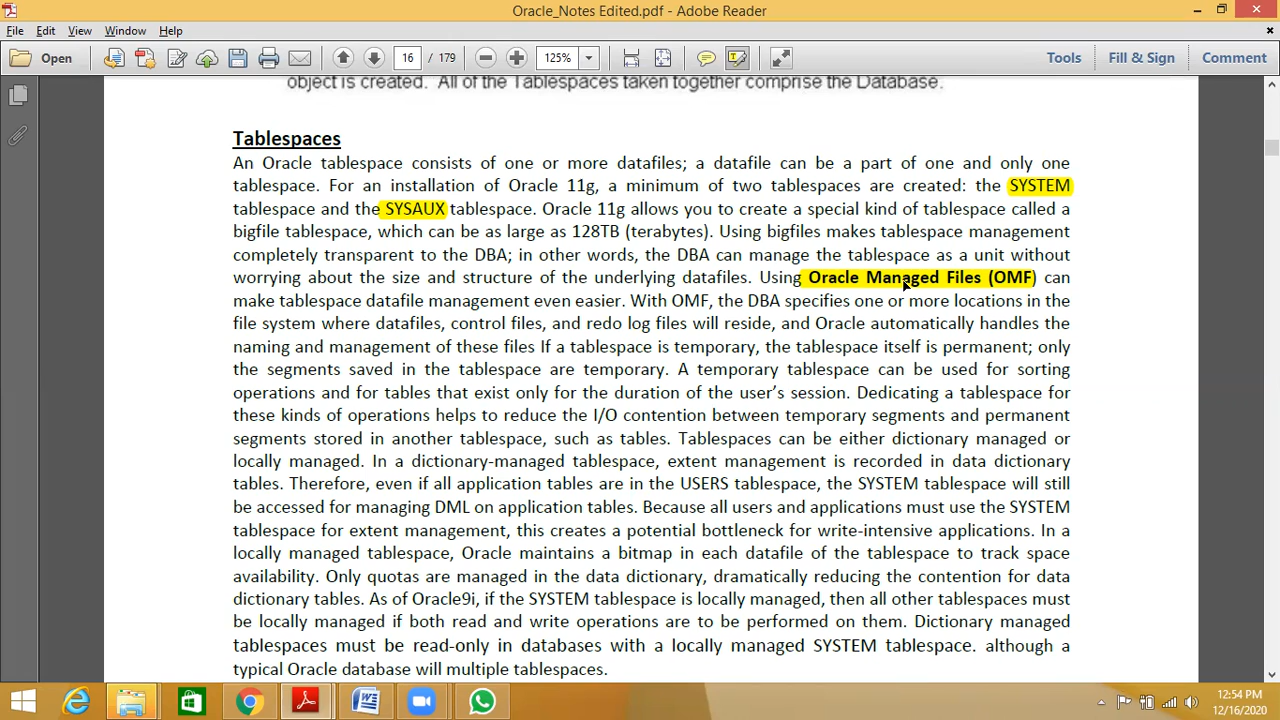 Oracle_Notes Edited.pdf - Adobe Reader
File Edit View Window Help
Open 16 / 179 125% Tools Fill & Sign Comment
object is created. All of the Tablespaces taken together comprise the Database.
Tablespaces
An Oracle tablespace consists of one or more datafiles; a datafile can be a part of one and only one
tablespace. For an installation of Oracle 11g, a minimum of two tablespaces are created: the SYSTEM
tablespace and the SYSAUX tablespace. Oracle 11g allows you to create a special kind of tablespace called a
bigfile tablespace, which can be as large as 128TB (terabytes). Using bigfiles makes tablespace management
completely transparent to the DBA; in other words, the DBA can manage the tablespace as a unit without
worrying about the size and structure of the underlying datafiles. Using Oracle Managed Files (OMF) can
make tablespace datafile management even easier. With OMF, the DBA specifies one or more locations in the
file system where datafiles, control files, and redo log files will reside, and Oracle automatically handles the
naming and management of these files If a tablespace is temporary, the tablespace itself is permanent; only
the segments saved in the tablespace are temporary. A temporary tablespace can be used for sorting
operations and for tables that exist only for the duration of the user’s session. Dedicating a tablespace for
these kinds of operations helps to reduce the I/O contention between temporary segments and permanent
segments stored in another tablespace, such as tables. Tablespaces can be either dictionary managed or
locally managed. In a dictionary-managed tablespace, extent management is recorded in data dictionary
tables. Therefore, even if all application tables are in the USERS tablespace, the SYSTEM tablespace will still
be accessed for managing DML on application tables. Because all users and applications must use the SYSTEM
tablespace for extent management, this creates a potential bottleneck for write-intensive applications. In a
locally managed tablespace, Oracle maintains a bitmap in each datafile of the tablespace to track space
availability. Only quotas are managed in the data dictionary, dramatically reducing the contention for data
dictionary tables. As of Oracle9i, if the SYSTEM tablespace is locally managed, then all other tablespaces must
be locally managed if both read and write operations are to be performed on them. Dictionary managed
tablespaces must be read-only in databases with a locally managed SYSTEM tablespace. although a
typical Oracle database will multiple tablespaces.
12:54 PM
12/16/2020